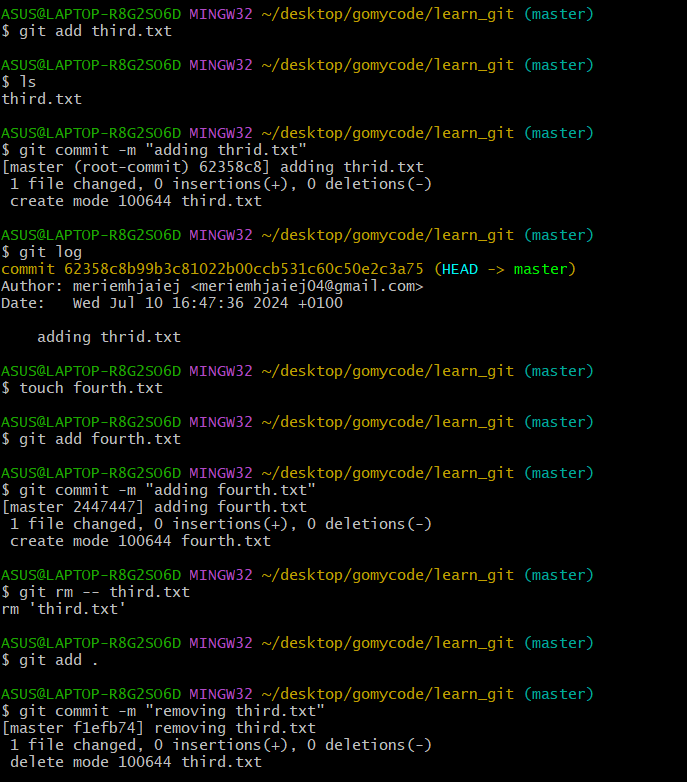 ASUS@LAPTOP-R8G2SO6D MINGW32 ~/desktop/gomycode/learn_git (master)
$ git add third.txt
ASUS@LAPTOP-R8G2SO6D MINGW32 ~/desktop/gomycode/learn_git (master)
$ ls
third.txt
ASUS@LAPTOP-R8G2SO6D MINGW32 ~/desktop/gomycode/learn_git (master)
$ git commit -m "adding thrid.txt"
[master (root-commit) 62358c8] adding thrid.txt
 1 file changed, 0 insertions(+), 0 deletions(-)
 create mode 100644 third.txt
ASUS@LAPTOP-R8G2SO6D MINGW32 ~/desktop/gomycode/learn_git (master)
$ git log
commit 62358c8b99b3c81022b00ccb531c60c50e2c3a75 (HEAD -> master)
Author: meriemhjaiej <meriemhjaiej04@gmail.com>
Date:   Wed Jul 10 16:47:36 2024 +0100
    adding thrid.txt
ASUS@LAPTOP-R8G2SO6D MINGW32 ~/desktop/gomycode/learn_git (master)
$ touch fourth.txt
ASUS@LAPTOP-R8G2SO6D MINGW32 ~/desktop/gomycode/learn_git (master)
$ git add fourth.txt
ASUS@LAPTOP-R8G2SO6D MINGW32 ~/desktop/gomycode/learn_git (master)
$ git commit -m "adding fourth.txt"
[master 2447447] adding fourth.txt
 1 file changed, 0 insertions(+), 0 deletions(-)
 create mode 100644 fourth.txt
ASUS@LAPTOP-R8G2SO6D MINGW32 ~/desktop/gomycode/learn_git (master)
$ git rm -- third.txt
rm 'third.txt'
ASUS@LAPTOP-R8G2SO6D MINGW32 ~/desktop/gomycode/learn_git (master)
$ git add .
ASUS@LAPTOP-R8G2SO6D MINGW32 ~/desktop/gomycode/learn_git (master)
$ git commit -m "removing third.txt"
[master f1efb74] removing third.txt
 1 file changed, 0 insertions(+), 0 deletions(-)
 delete mode 100644 third.txt